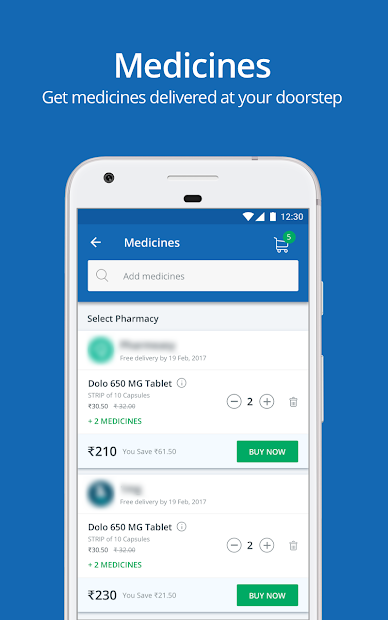 Medicines
Get medicines delivered at your doorstep
12:30
Medicines
5
Add medicines
Select Pharmacy
Free delivery by 19 Feb, 2017
Dolo 650 MG Tablet
STRIP of 10 Capsules
₹30.50 ₹ 32.00
2
+ 2 MEDICINES
₹210 You Save ₹61.50 BUY NOW
Free delivery by 19 Feb, 2017
Dolo 650 MG Tablet
STRIP of 10 Capsules
₹30.50 ₹ 32.00
2
+ 2 MEDICINES
₹230 You Save ₹21.50 BUY NOW